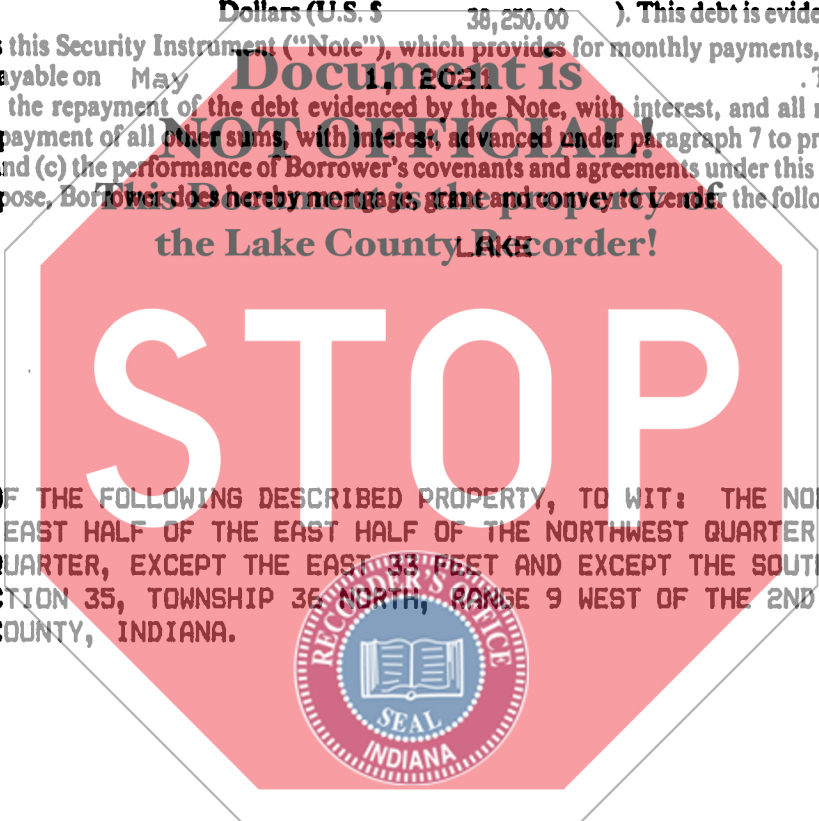 Dollars (U.S. $ 38,250.00 ). This debt is evide
s this Security Instrument (“Note”), which provides for monthly payments,
Document is
ayable on May 1, 2021 .
the repayment of the debt evidenced by the Note, with interest, and all
NOT OFFICIAL!
payment of all other sums, with interest, advanced under paragraph 7 to pr
nd (c) the performance of Borrower's covenants and agreements under this
This Document is the property of
pose, Borrower does hereby mortgage, grant and convey to Lender the follo
the Lake County Recorder!
LAKE
STOP
F THE FOLLOWING DESCRIBED PROPERTY, TO WIT: THE NO
EAST HALF OF THE EAST HALF OF THE NORTHWEST QUARTER
UARTER, EXCEPT THE EAST 33 FEET AND EXCEPT THE SOUT
TION 35, TOWNSHIP 36 NORTH, RANGE 9 WEST OF THE 2ND
OUNTY, INDIANA.
RECORDER'S OFFICE
SEAL
INDIANA